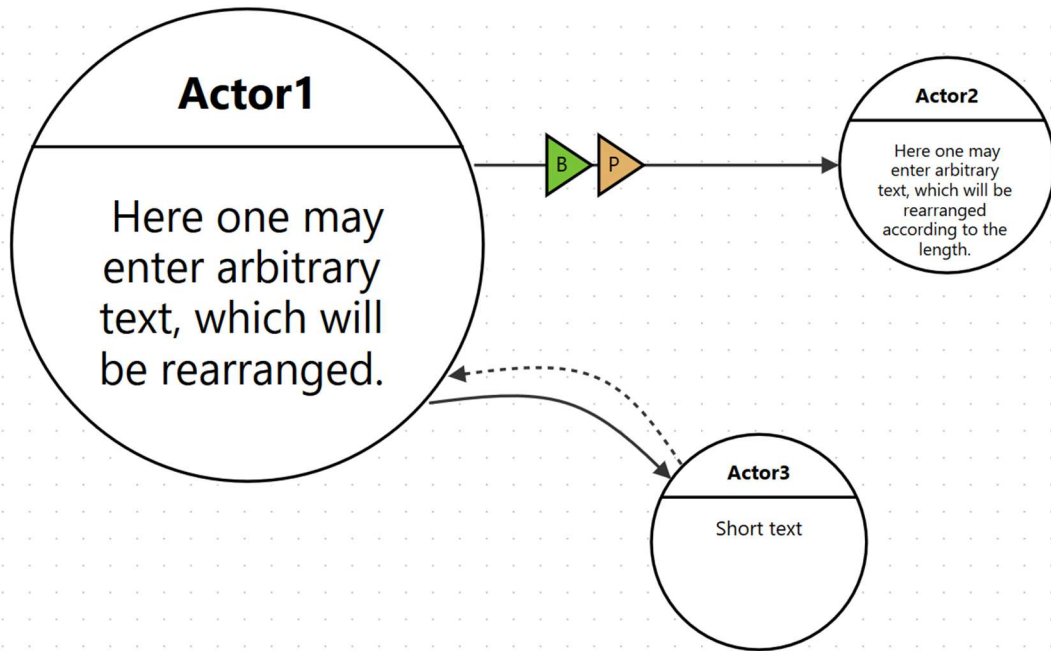 Actor1
Here one may
enter arbitrary
text, which will
be rearranged.
B
P
Actor2
Here one may
enter arbitrary
text, which will be
rearranged
according to the
length.
Actor3
Short text